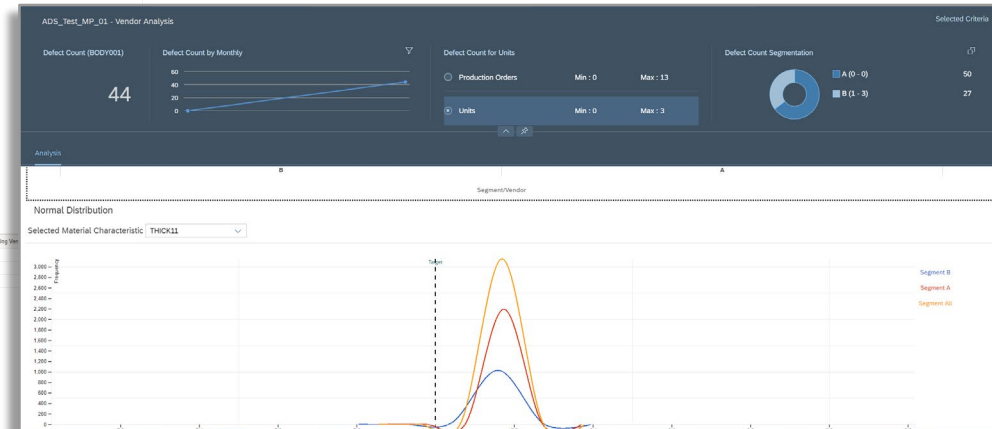 ADS_Test_MP_01 - Vendor Analysis
Selected Criteria
Defect Count (BODY001)
44
Defect Count by Monthly
60
40
20
0
Defect Count for Units
Production Orders Min : 0 Max : 13
Units Min : 0 Max : 3
Defect Count Segmentation
A (0 - 0) 50
B (1 - 3) 27
Analysis
B A
Segment/Vendor
Normal Distribution
Selected Material Characteristic THICK11
ing Ven
Frequency
Target
3,000
2,800
2,600
2,400
2,200
2,000
1,800
1,600
1,400
1,200
1,000
800
600
400
200
0
Segment B
Segment A
Segment All